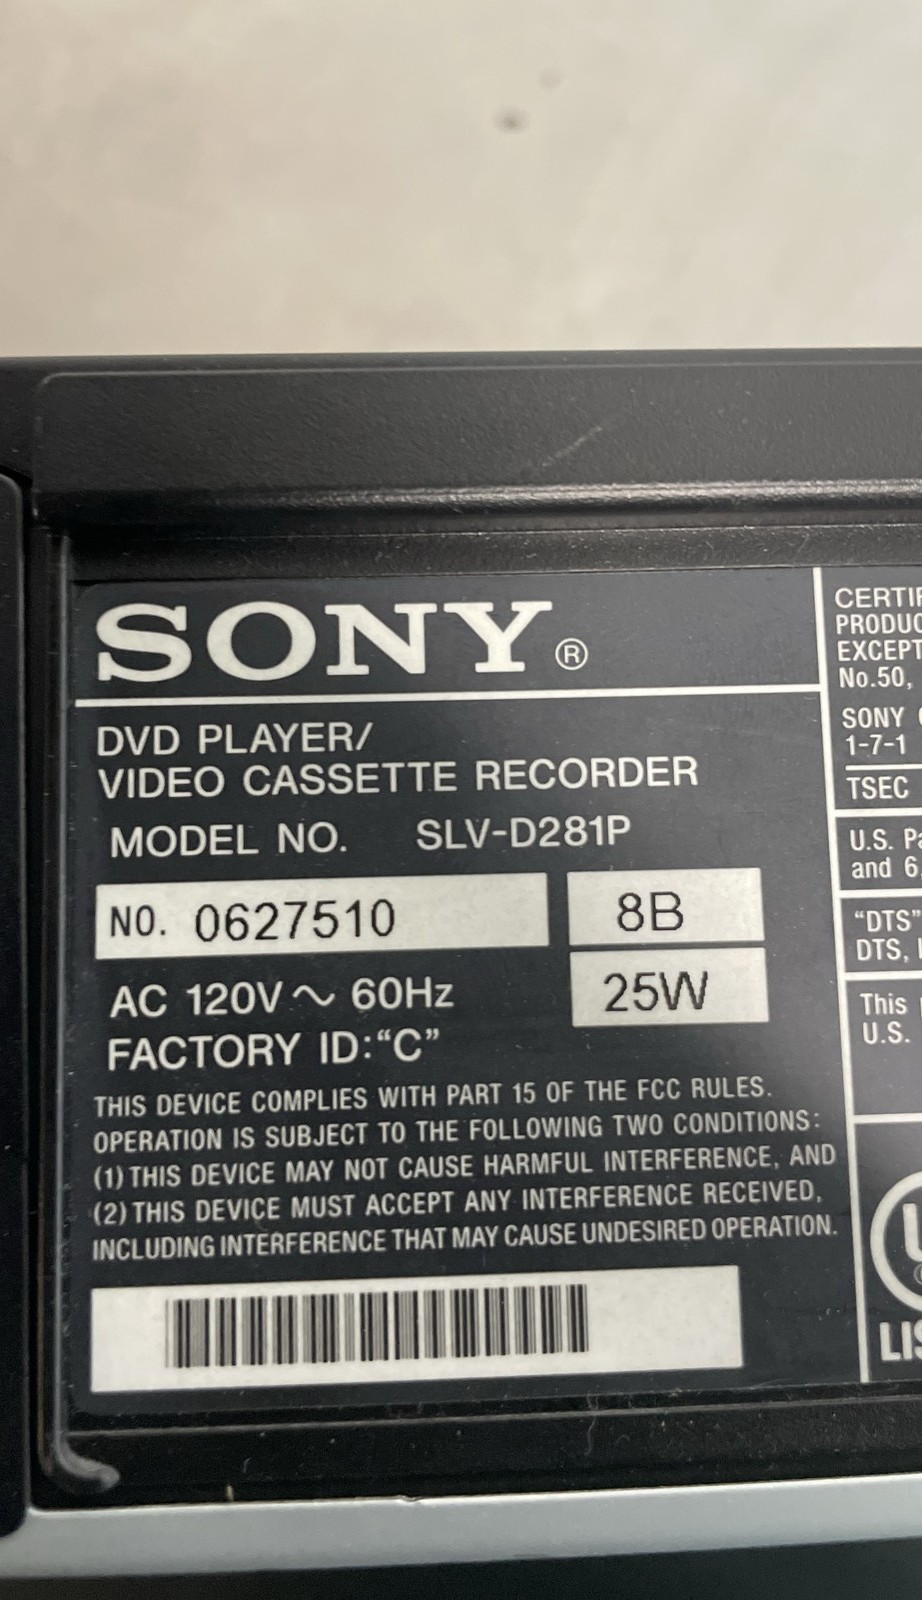 SONY®
DVD PLAYER/
VIDEO CASSETTE RECORDER
MODEL NO. SLV-D281P
NO. 0627510
8B
AC 120V ~ 60Hz
25W
FACTORY ID:“C”
THIS DEVICE COMPLIES WITH PART 15 OF THE FCC RULES.
OPERATION IS SUBJECT TO THE FOLLOWING TWO CONDITIONS:
(1) THIS DEVICE MAY NOT CAUSE HARMFUL INTERFERENCE, AND
(2) THIS DEVICE MUST ACCEPT ANY INTERFERENCE RECEIVED,
INCLUDING INTERFERENCE THAT MAY CAUSE UNDESIRED OPERATION.
EXCEPT
No.50,
SONY
1-7-1
TSEC
U.S.
and 6,
“DTS”
DTS,
This
U.S.